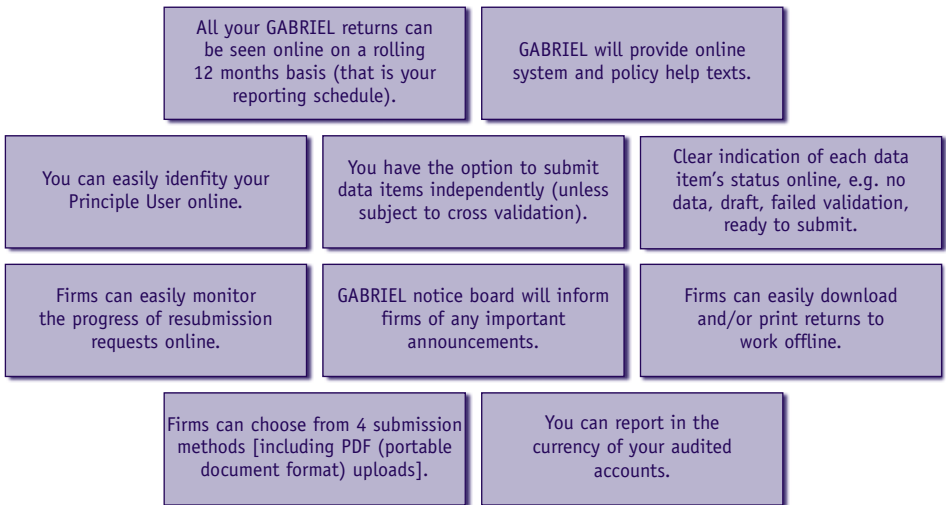 All your GABRIEL returns can
be seen online on a rolling
12 months basis (that is your
reporting schedule).
GABRIEL will provide online
system and policy help texts.
You can easily idenfity your
Principle User online.
You have the option to submit
data items independently (unless
subject to cross validation).
Clear indication of each data
item's status online, e.g. no
data, draft, failed validation,
ready to submit.
Firms can easily monitor
the progress of resubmission
requests online.
GABRIEL notice board will inform
firms of any important
announcements.
Firms can easily download
and/or print returns to
work offline.
Firms can choose from 4 submission
methods [including PDF (portable
document format) uploads].
You can report in the
currency of your audited
accounts.